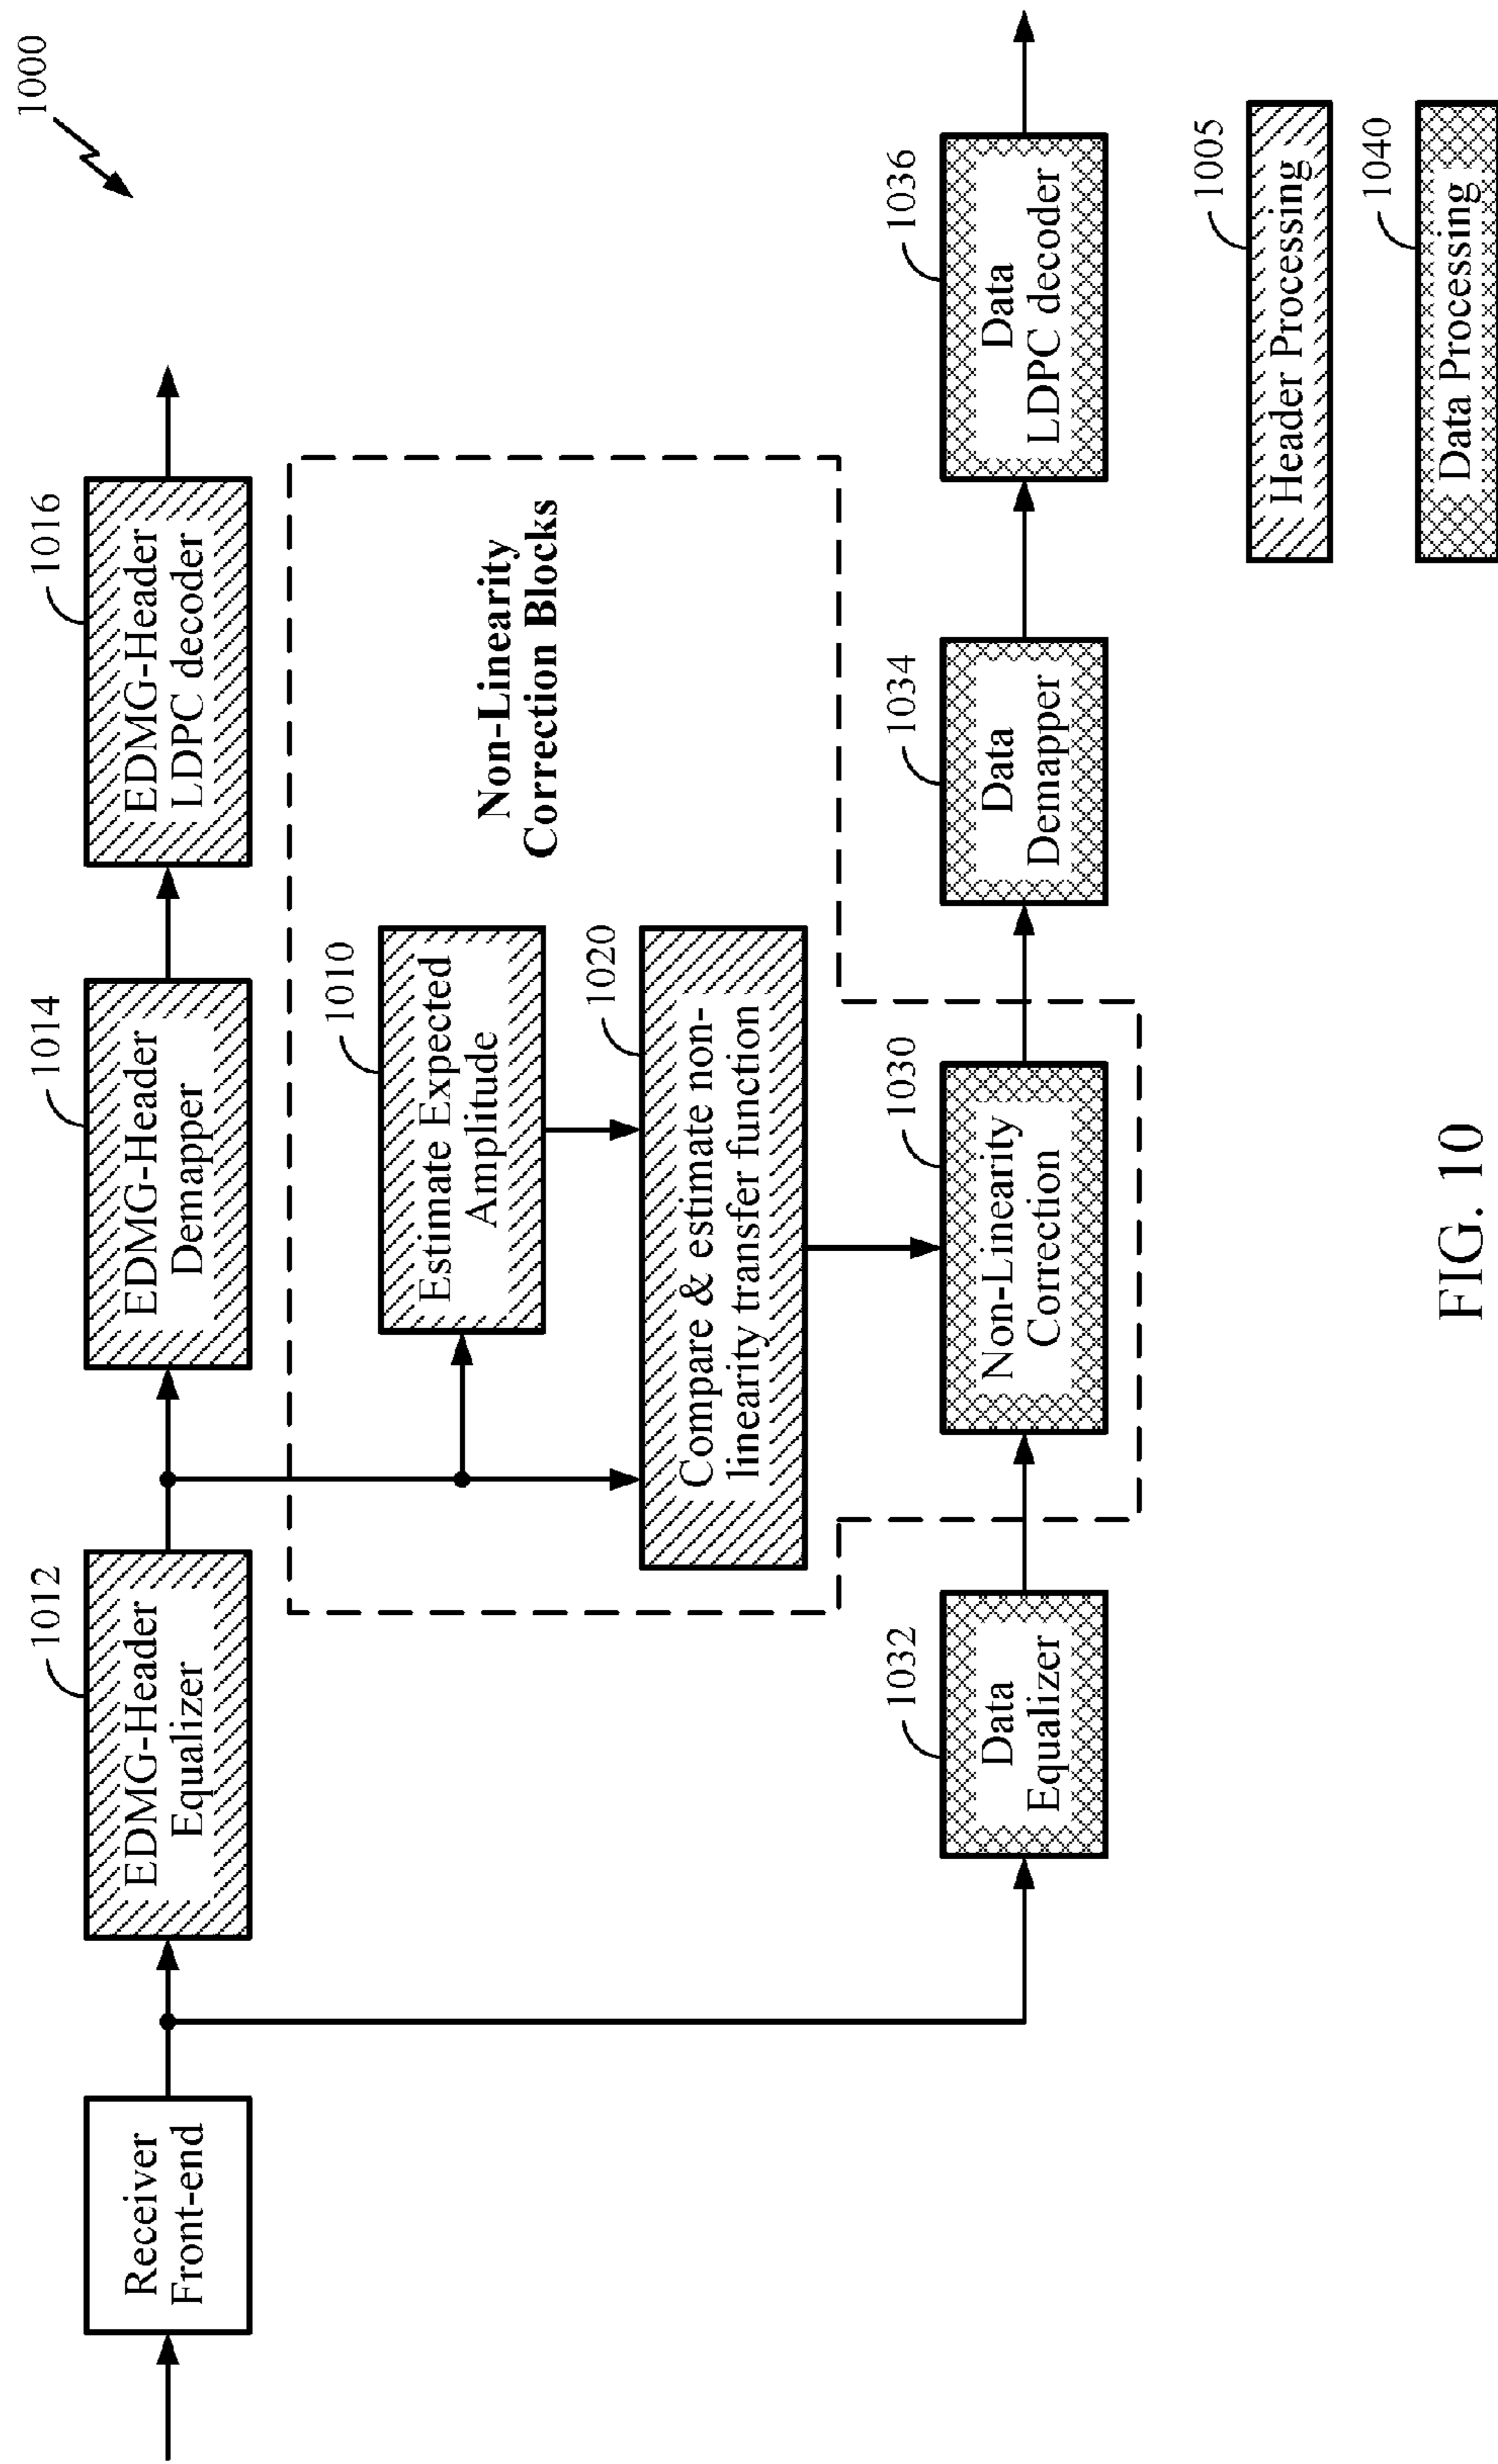 1000
Receiver
Front-end
1012
EDMG-Header
Equalizer
1014
EDMG-Header
Demapper
1016
EDMG-Header
LDPC decoder
1010
Estimate Expected
Amplitude
Non-Linearity
Correction Blocks
1020
Compare & estimate non-
linearity transfer function
1032
Data
Equalizer
1030
Non-Linearity
Correction
1034
Data
Demapper
1036
Data
LDPC decoder
1005
Header Processing
1040
Data Processing
FIG. 10